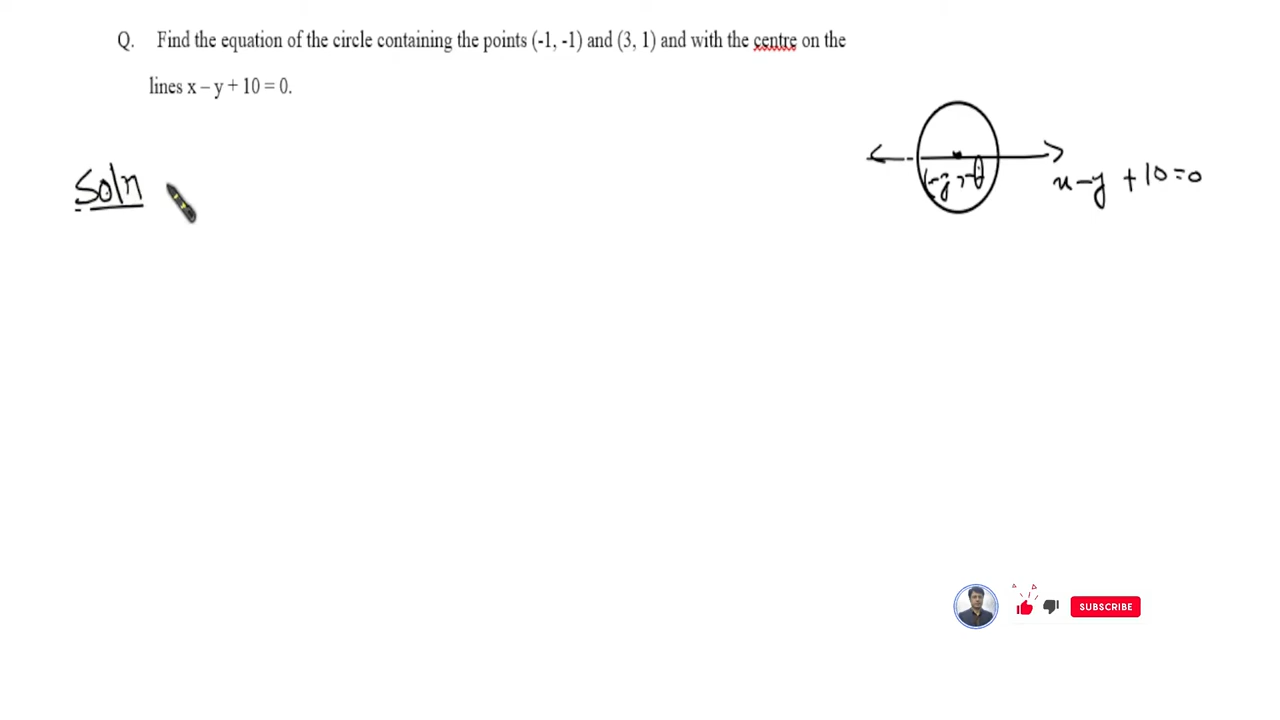 Q. Find the equation of the circle containing the points (-1, -1) and (3, 1) and with the centre on the
lines x – y + 10 = 0.
(-g, -f)
x-y +10=0
Soln
SUBSCRIBE